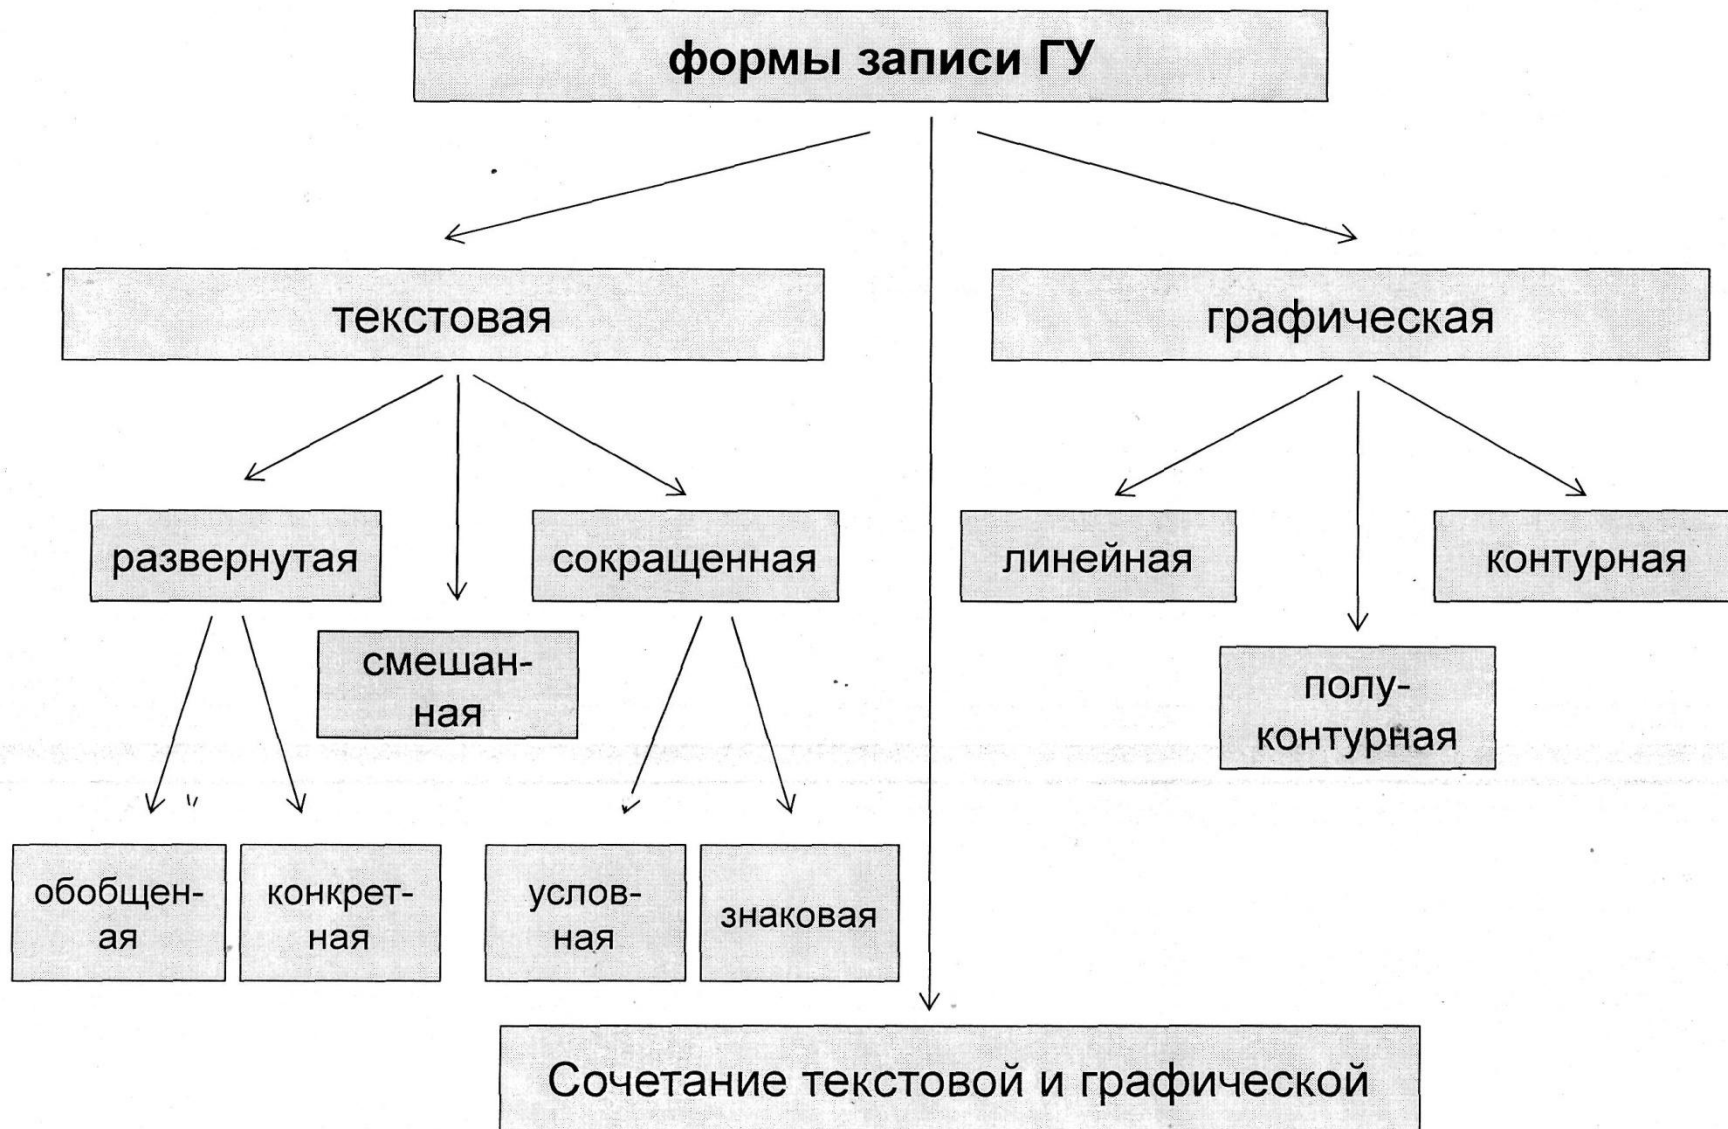 формы записи ГУ
текстовая
графическая
развернутая
сокращенная
линейная
контурная
смешан-
ная
полу-
контурная
обобщен-
ая
конкрет-
ная
услов-
ная
знаковая
Сочетание текстовой и графической